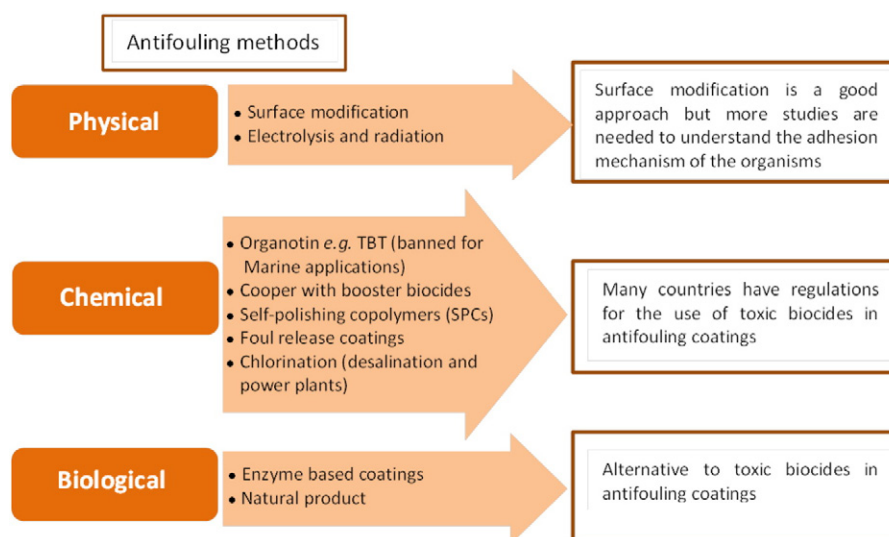 Antifouling methods
Physical
• Surface modification
• Electrolysis and radiation
Surface modification is a good
approach but more studies are
needed to understand the adhesion
mechanism of the organisms
Chemical
• Organotin e.g. TBT (banned for
Marine applications)
• Cooper with booster biocides
• Self-polishing copolymers (SPCs)
• Foul release coatings
• Chlorination (desalination and
power plants)
Many countries have regulations
for the use of toxic biocides in
antifouling coatings
Biological
• Enzyme based coatings
• Natural product
Alternative to toxic biocides in
antifouling coatings